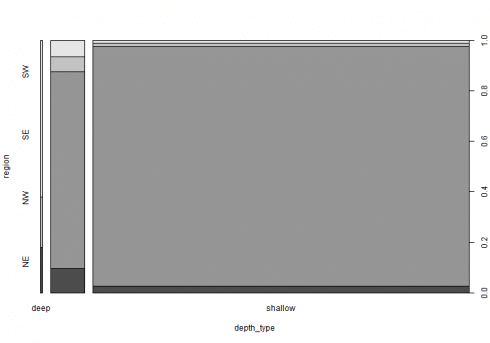 1.0
SW
0.8
SE
0.6
region
0.4
NW
0.2
NE
0.0
deep shallow
depth_type